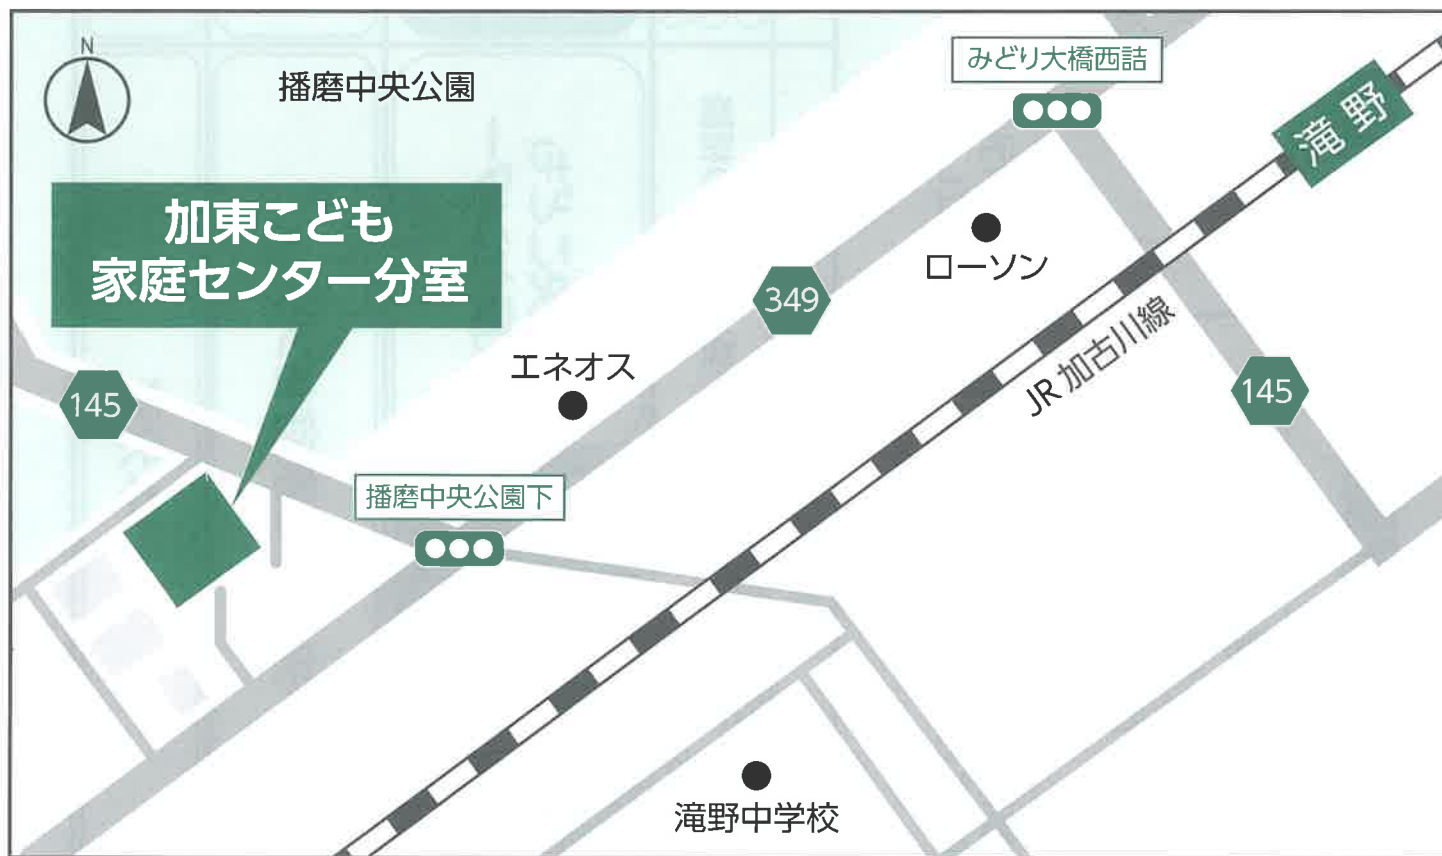 N
播磨中央公園
みどり大橋西詰
滝野
加東こども
家庭センター分室
ローソン
349
エネオス
JR 加古川線
145
145
播磨中央公園下
滝野中学校